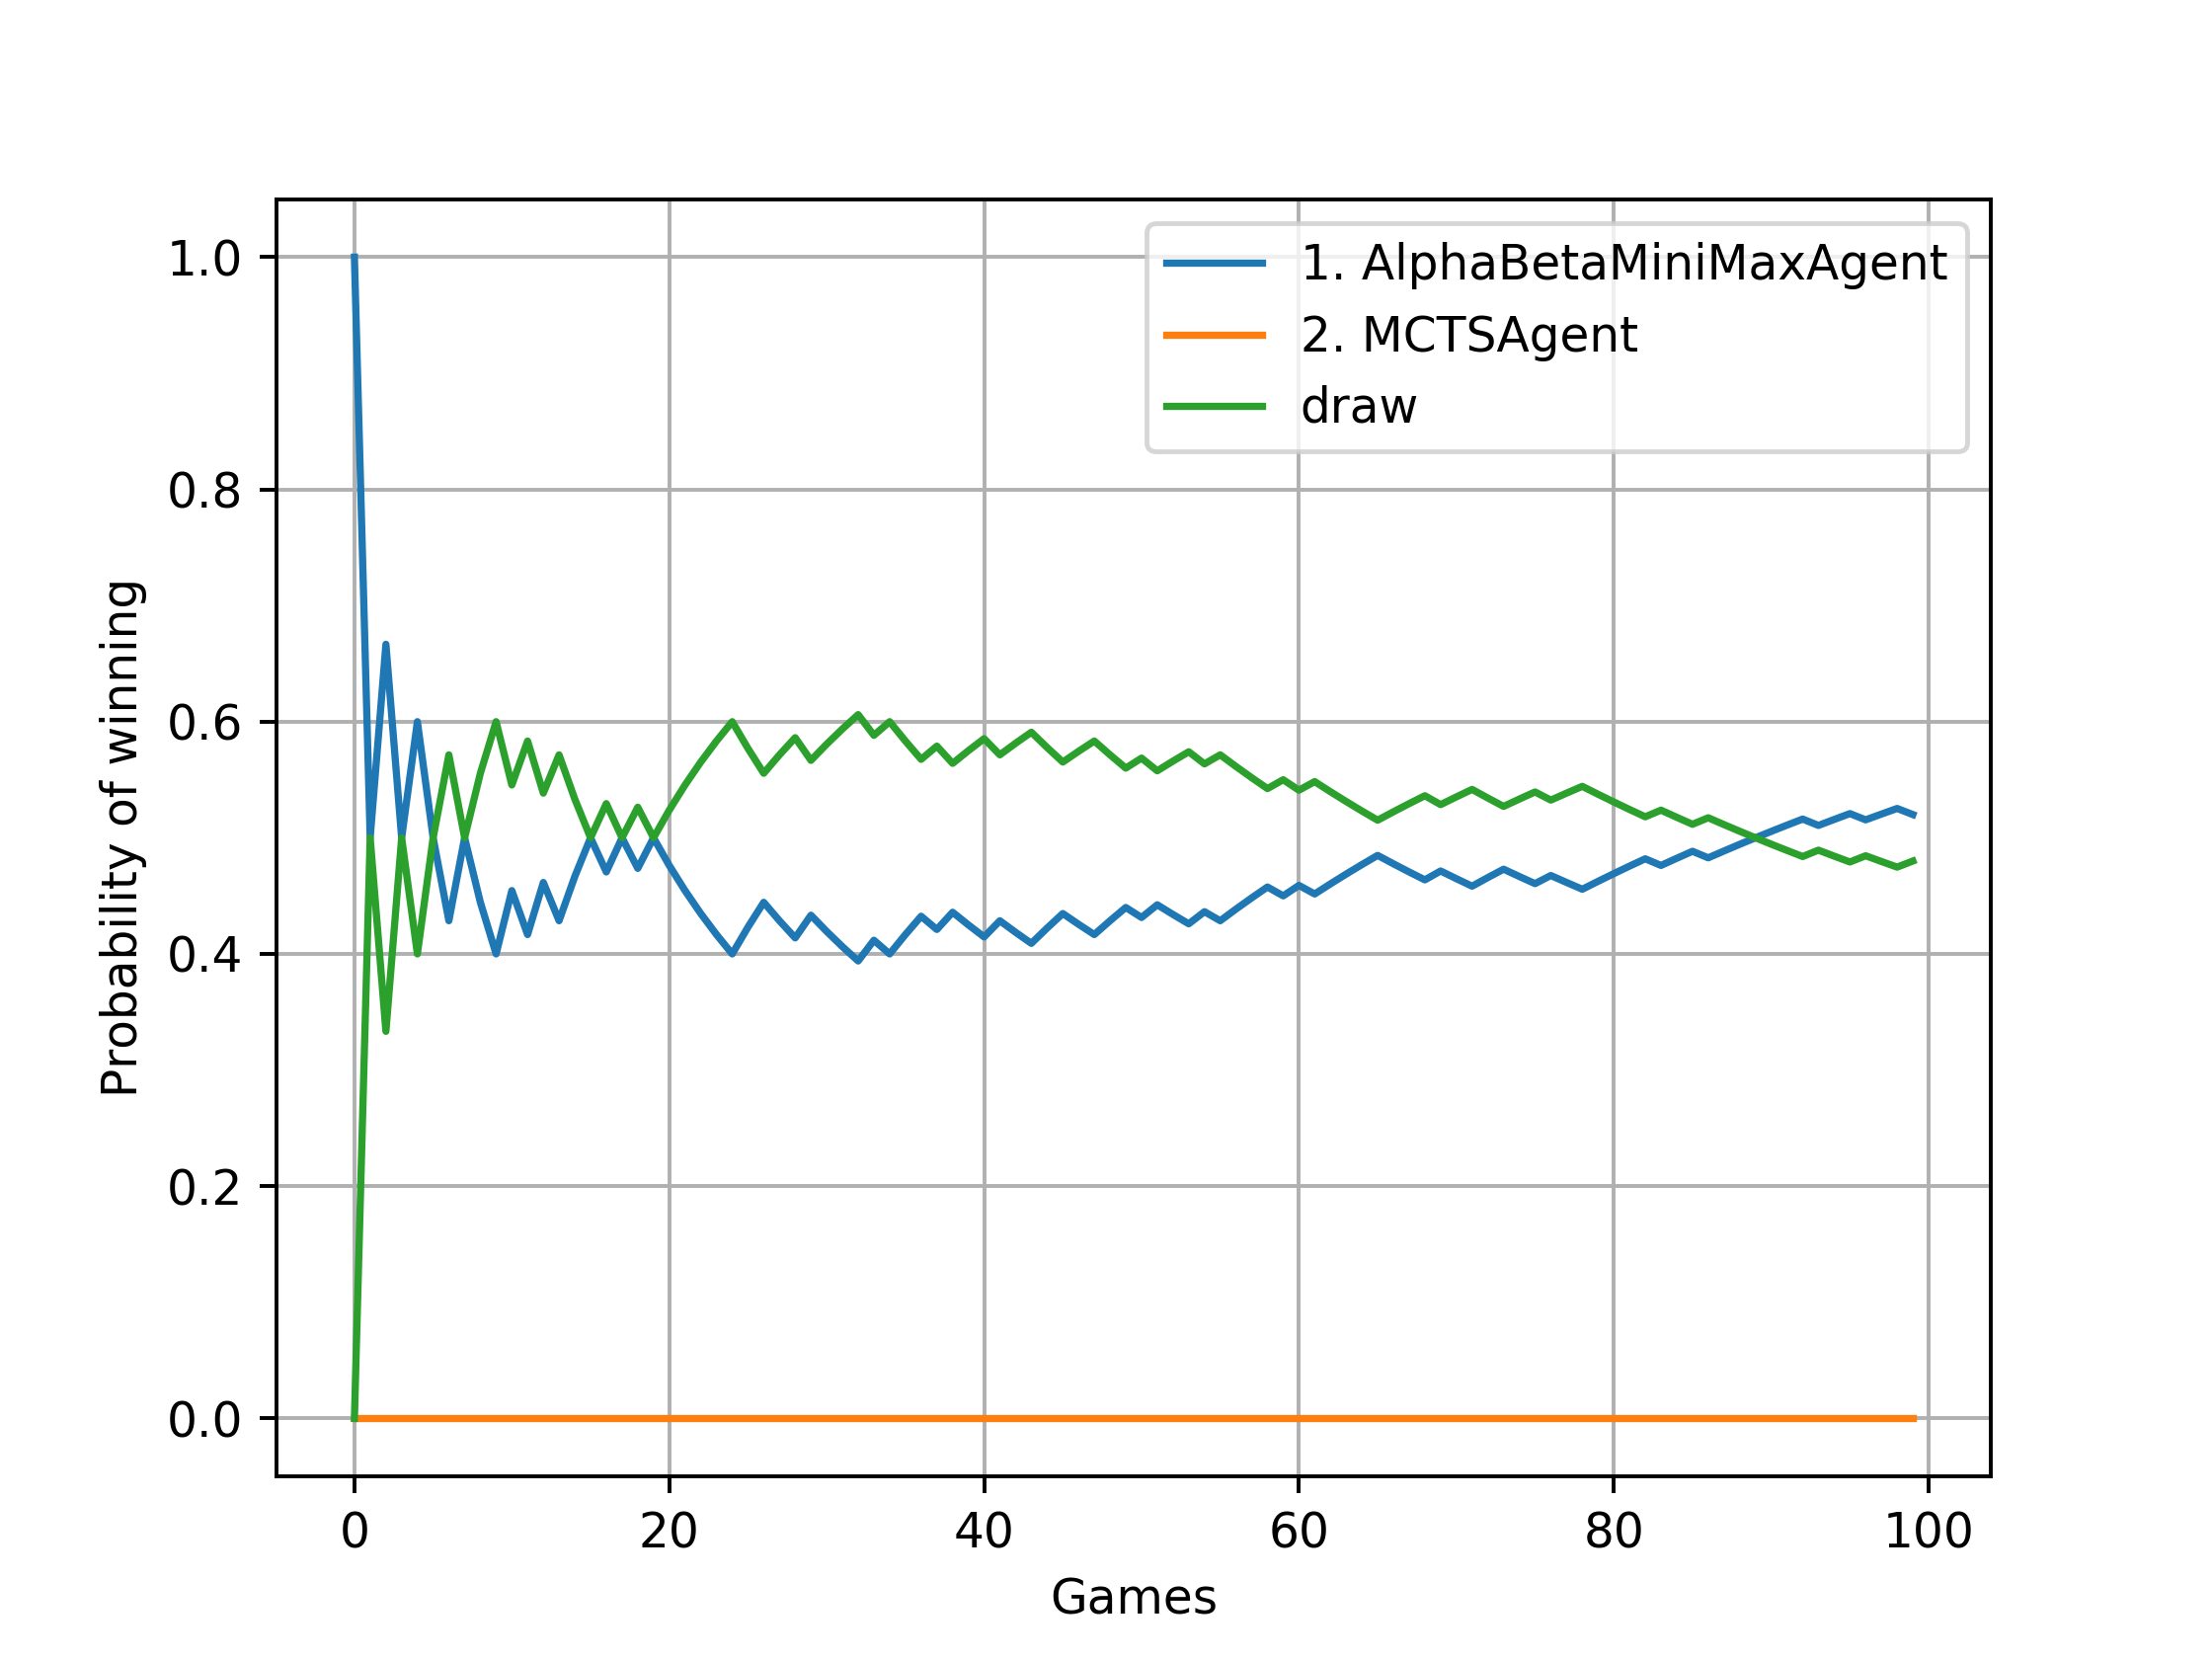 1. AlphaBetaMiniMaxAgent
2. MCTSAgent
draw
Probability of winning
1.0
0.8
0.6
0.4
0.2
0.0
0 20 40 60 80 100
Games